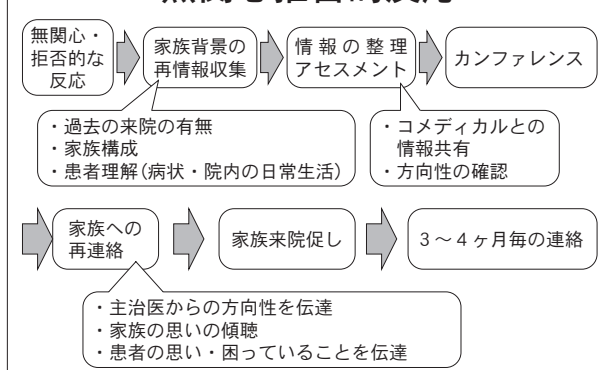 無関心・
拒否的な
反応
家族背景の
再情報収集
情報の整理
アセスメント
カンファレンス
・過去の来院の有無
・家族構成
・患者理解(病状・院内の日常生活)
・コメディカルとの
情報共有
・方向性の確認
家族への
再連絡
家族来院促し
3～4ヶ月毎の連絡
・主治医からの方向性を伝達
・家族の思いの傾聴
・患者の思い・困っていることを伝達